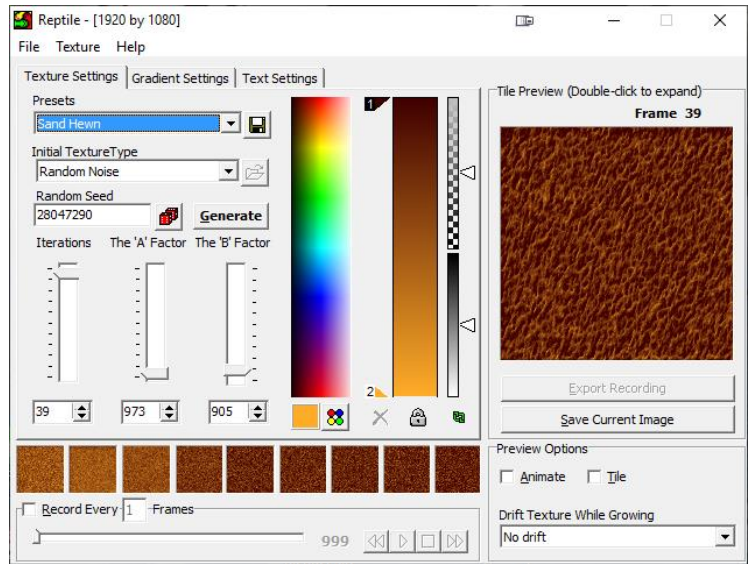 Reptile - [1920 by 1080]
File Texture Help
Texture Settings Gradient Settings Text Settings
Presets
Sand Hewn
Initial TextureType
Random Noise
Random Seed
28047290
Generate
Iterations The 'A' Factor The 'B' Factor
39 973 905
1
2
Tile Preview (Double-click to expand)
Frame 39
Export Recording
Save Current Image
Record Every 1 Frames
999
Preview Options
Animate Tile
Drift Texture While Growing
No drift